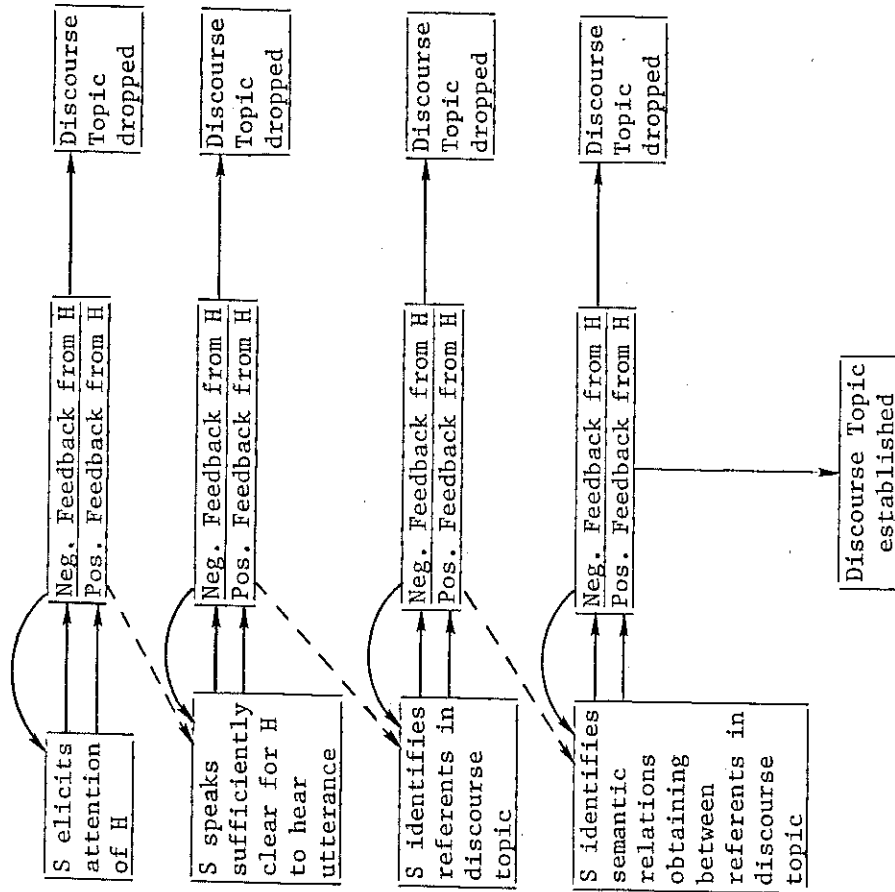 S elicits
attention
of H
Neg. Feedback from H
Pos. Feedback from H
Discourse
Topic
dropped
S speaks
sufficiently
clear for H
to hear
utterance
Neg. Feedback from H
Pos. Feedback from H
Discourse
Topic
dropped
S identifies
referents in
discourse
topic
Neg. Feedback from H
Pos. Feedback from H
Discourse
Topic
dropped
S identifies
semantic
relations
obtaining
between
referents in
discourse
topic
Neg. Feedback from H
Pos. Feedback from H
Discourse
Topic
dropped
Discourse Topic
established